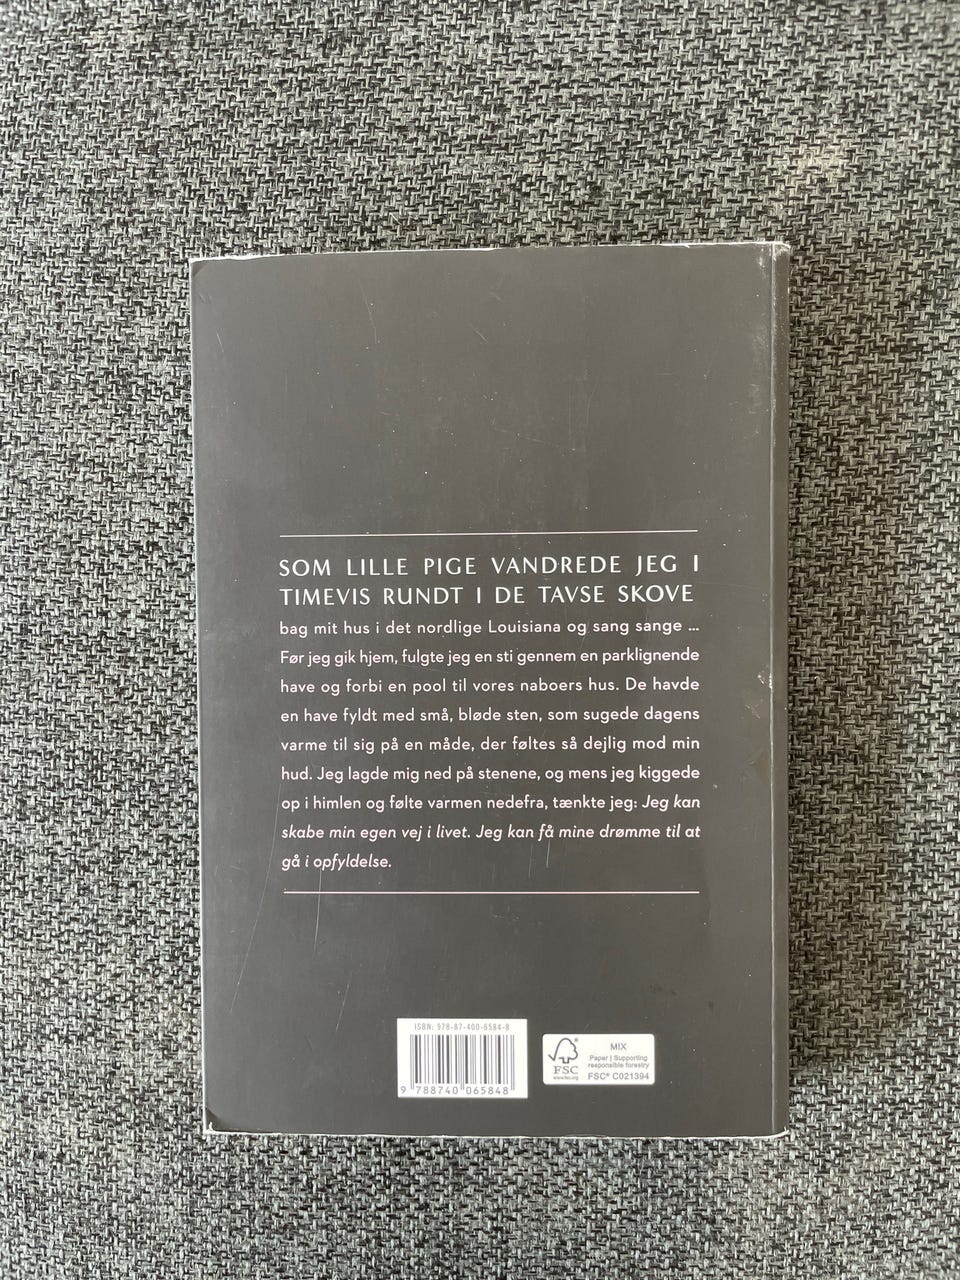 SOM LILLE PIGE VANDREDE JEG I
TIMEVIS RUNDT I DE TAVSE SKOVE
bag mit hus i det nordlige Louisiana og sang sange ...
Før jeg gik hjem, fulgte jeg en sti gennem en parklignende
have og forbi en pool til vores naboers hus. De havde
en have fyldt med små, bløde sten, som sugede dagens
varme til sig på en måde, der føltes så dejlig mod min
hud. Jeg lagde mig ned på stenene, og mens jeg kiggede
op i himlen og følte varmen nedefra, tænkte jeg: Jeg kan
skabe min egen vej i livet. Jeg kan få mine drømme til at
gå i opfyldelse.
ISBN: 978-87-400-6584-8
9 788740 065848
FSC®
www.fsc.org
MIX
Paper | Supporting
responsible forestry
FSC® C021394